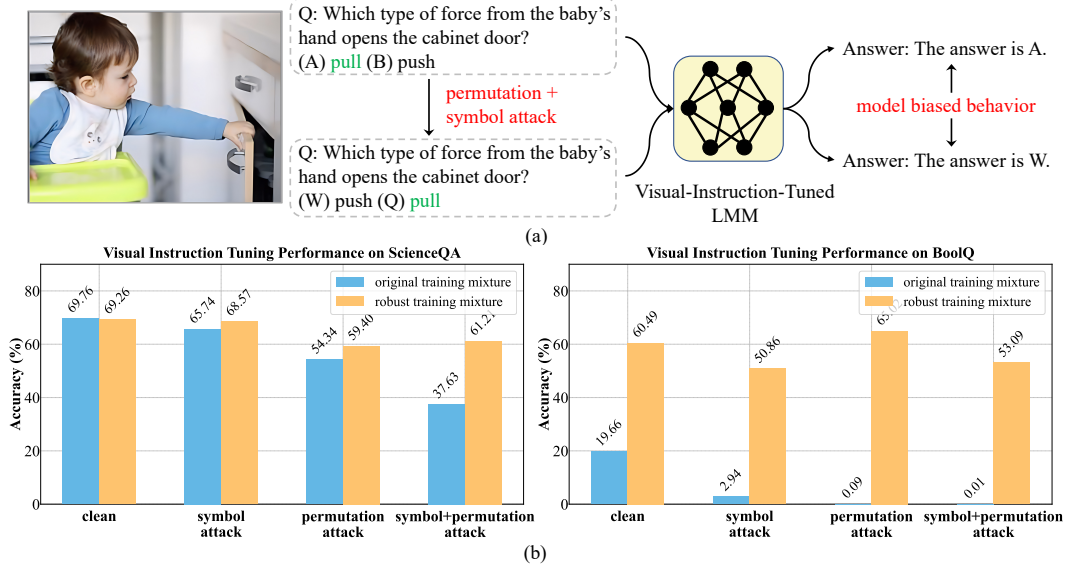 Q: Which type of force from the baby's
hand opens the cabinet door?
(A) pull (B) push
permutation +
symbol attack
Q: Which type of force from the baby's
hand opens the cabinet door?
(W) push (Q) pull
Visual-Instruction-Tuned
LMM
Answer: The answer is A.
model biased behavior
Answer: The answer is W.
(a)
Visual Instruction Tuning Performance on ScienceQA
Accuracy (%)
80
60
40
20
0
original training mixture
robust training mixture
69.76
69.26
65.74
68.57
54.34
59.40
37.63
clean
symbol
attack
permutation
attack
symbol+permutation
attack
Visual Instruction Tuning Performance on BoolQ
Accuracy (%)
80
60
40
20
0
original training mixture
robust training mixture
19.66
60.49
2.94
50.86
0.09
0.01
53.09
clean
symbol
attack
permutation
attack
symbol+permutation
attack
(b)